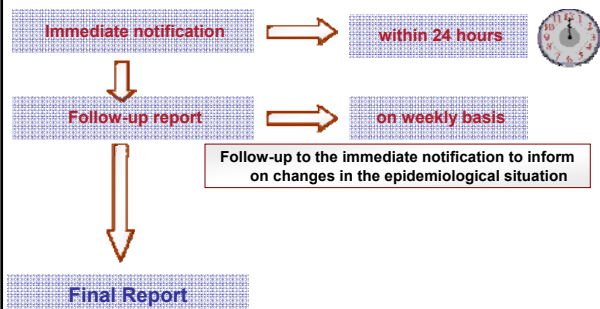 Immediate notification
within 24 hours
Follow-up report
on weekly basis
Follow-up to the immediate notification to inform
on changes in the epidemiological situation
Final Report